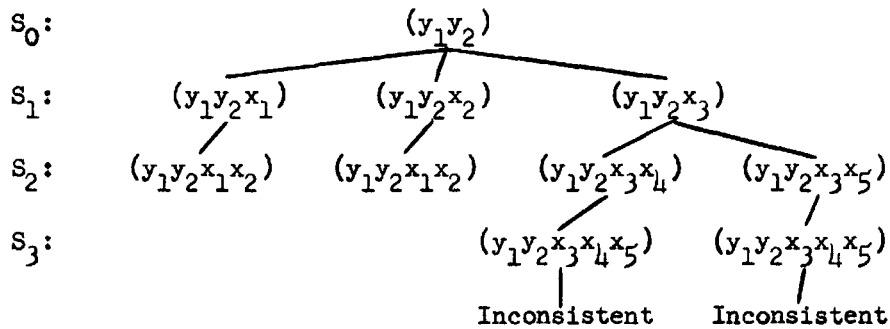 S₀: (y₁y₂)
S₁: (y₁y₂x₁) (y₁y₂x₂) (y₁y₂x₃)
S₂: (y₁y₂x₁x₂) (y₁y₂x₁x₂) (y₁y₂x₃x₄) (y₁y₂x₃x₅)
S₃: (y₁y₂x₃x₄x₅) (y₁y₂x₃x₄x₅)
Inconsistent Inconsistent